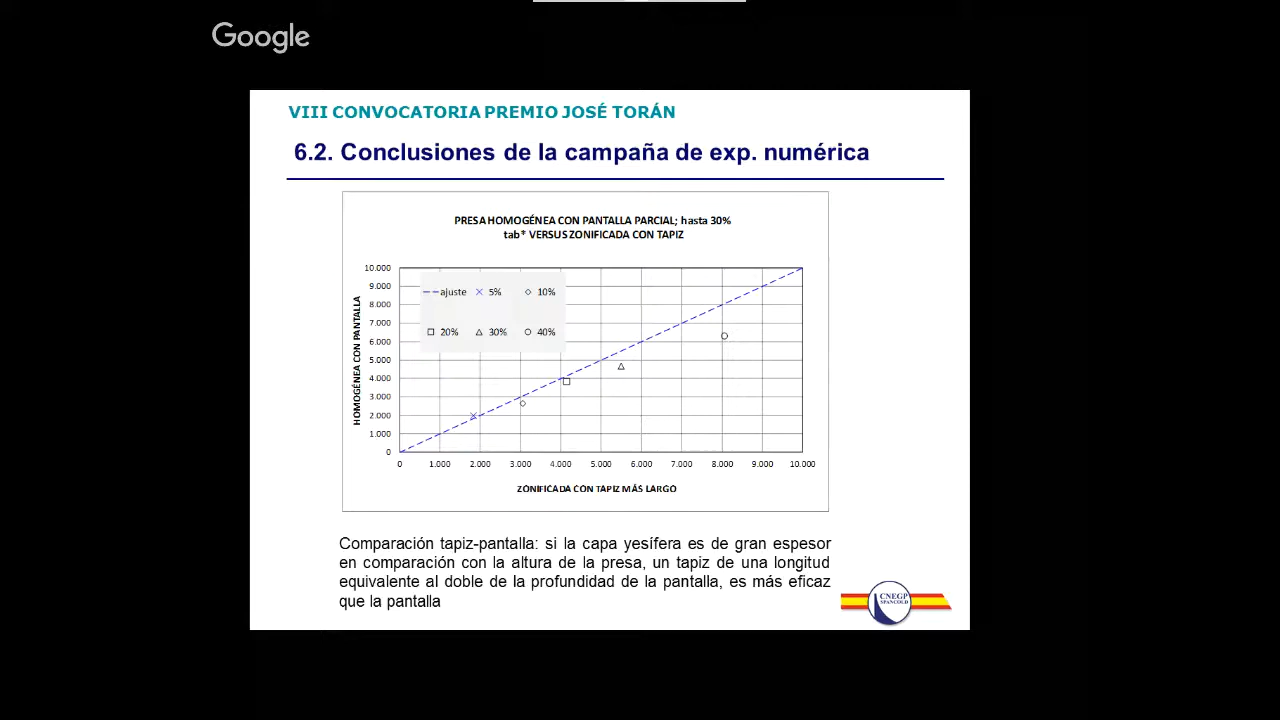 Google
VIII CONVOCATORIA PREMIO JOSÉ TORÁN
6.2. Conclusiones de la campaña de exp. numérica
PRESA HOMOGÉNEA CON PANTALLA PARCIAL; hasta 30%
tab* VERSUS ZONIFICADA CON TAPIZ
HOMOGÉNEA CON PANTALLA
10.000
9.000
8.000
7.000
6.000
5.000
4.000
3.000
2.000
1.000
0
ajuste 5% 10%
20% 30% 40%
0 1.000 2.000 3.000 4.000 5.000 6.000 7.000 8.000 9.000 10.000
ZONIFICADA CON TAPIZ MÁS LARGO
Comparación tapiz-pantalla: si la capa yesífera es de gran espesor
en comparación con la altura de la presa, un tapiz de una longitud
equivalente al doble de la profundidad de la pantalla, es más eficaz
que la pantalla
CNEGP
SPANCOLD